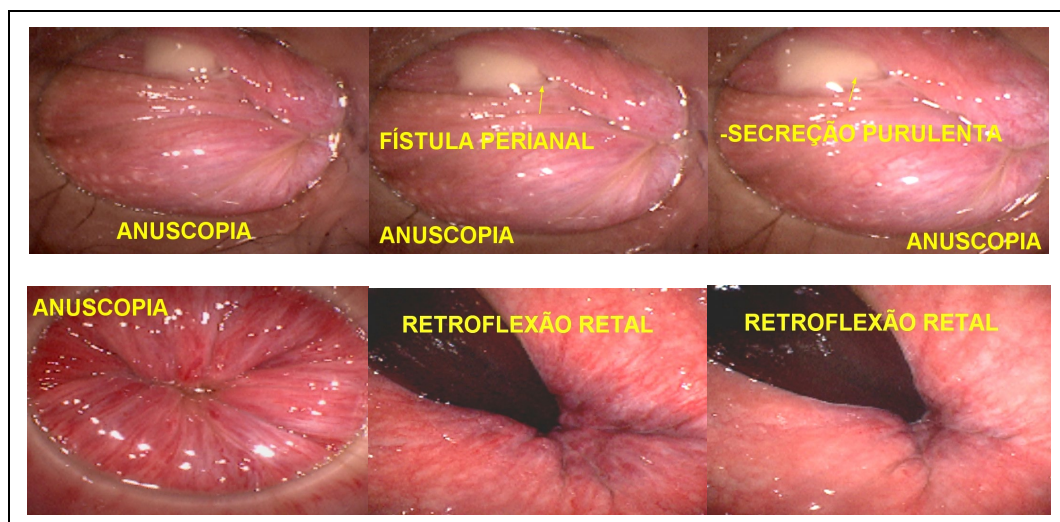 ANUSCOPIA
FÍSTULA PERIANAL
ANUSCOPIA
-SECREÇÃO PURULENTA
ANUSCOPIA
ANUSCOPIA
RETROFLEXÃO RETAL
RETROFLEXÃO RETAL